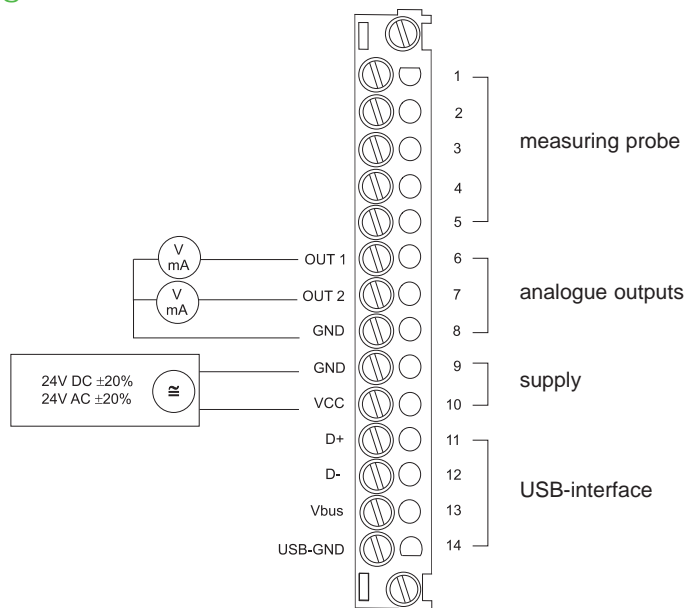 1
2
measuring probe
3
4
5
V
mA
OUT 1
6
V
mA
OUT 2
7
analogue outputs
GND
8
24V DC ±20%
24V AC ±20%
≅
GND
9
supply
VCC
10
D+
11
D-
12
USB-interface
Vbus
13
USB-GND
14